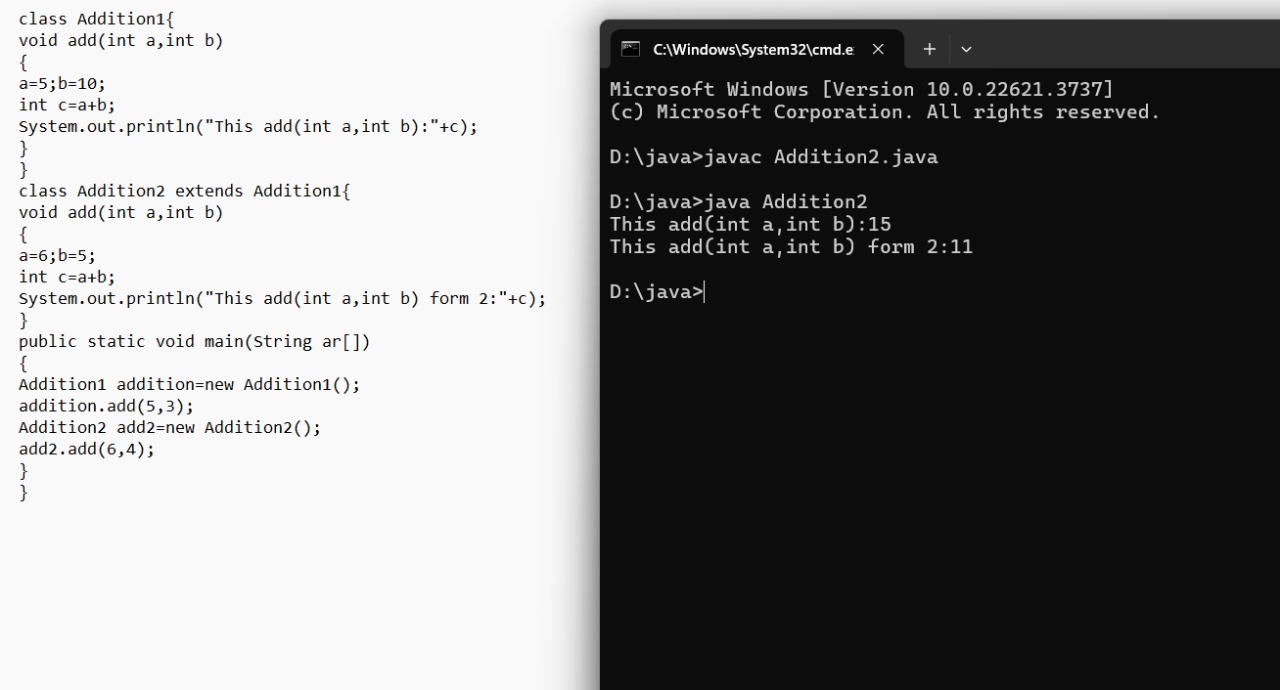 class Addition1{
void add(int a,int b)
{
a=5;b=10;
int c=a+b;
System.out.println("This add(int a,int b):"+c);
}
}
class Addition2 extends Addition1{
void add(int a,int b)
{
a=6;b=5;
int c=a+b;
System.out.println("This add(int a,int b) form 2:"+c);
}
public static void main(String ar[])
{
Addition1 addition=new Addition1();
addition.add(5,3);
Addition2 add2=new Addition2();
add2.add(6,4);
}
}
C:\Windows\System32\cmd.e
Microsoft Windows [Version 10.0.22621.3737]
(c) Microsoft Corporation. All rights reserved.
D:\java>javac Addition2.java
D:\java>java Addition2
This add(int a,int b):15
This add(int a,int b) form 2:11
D:\java>